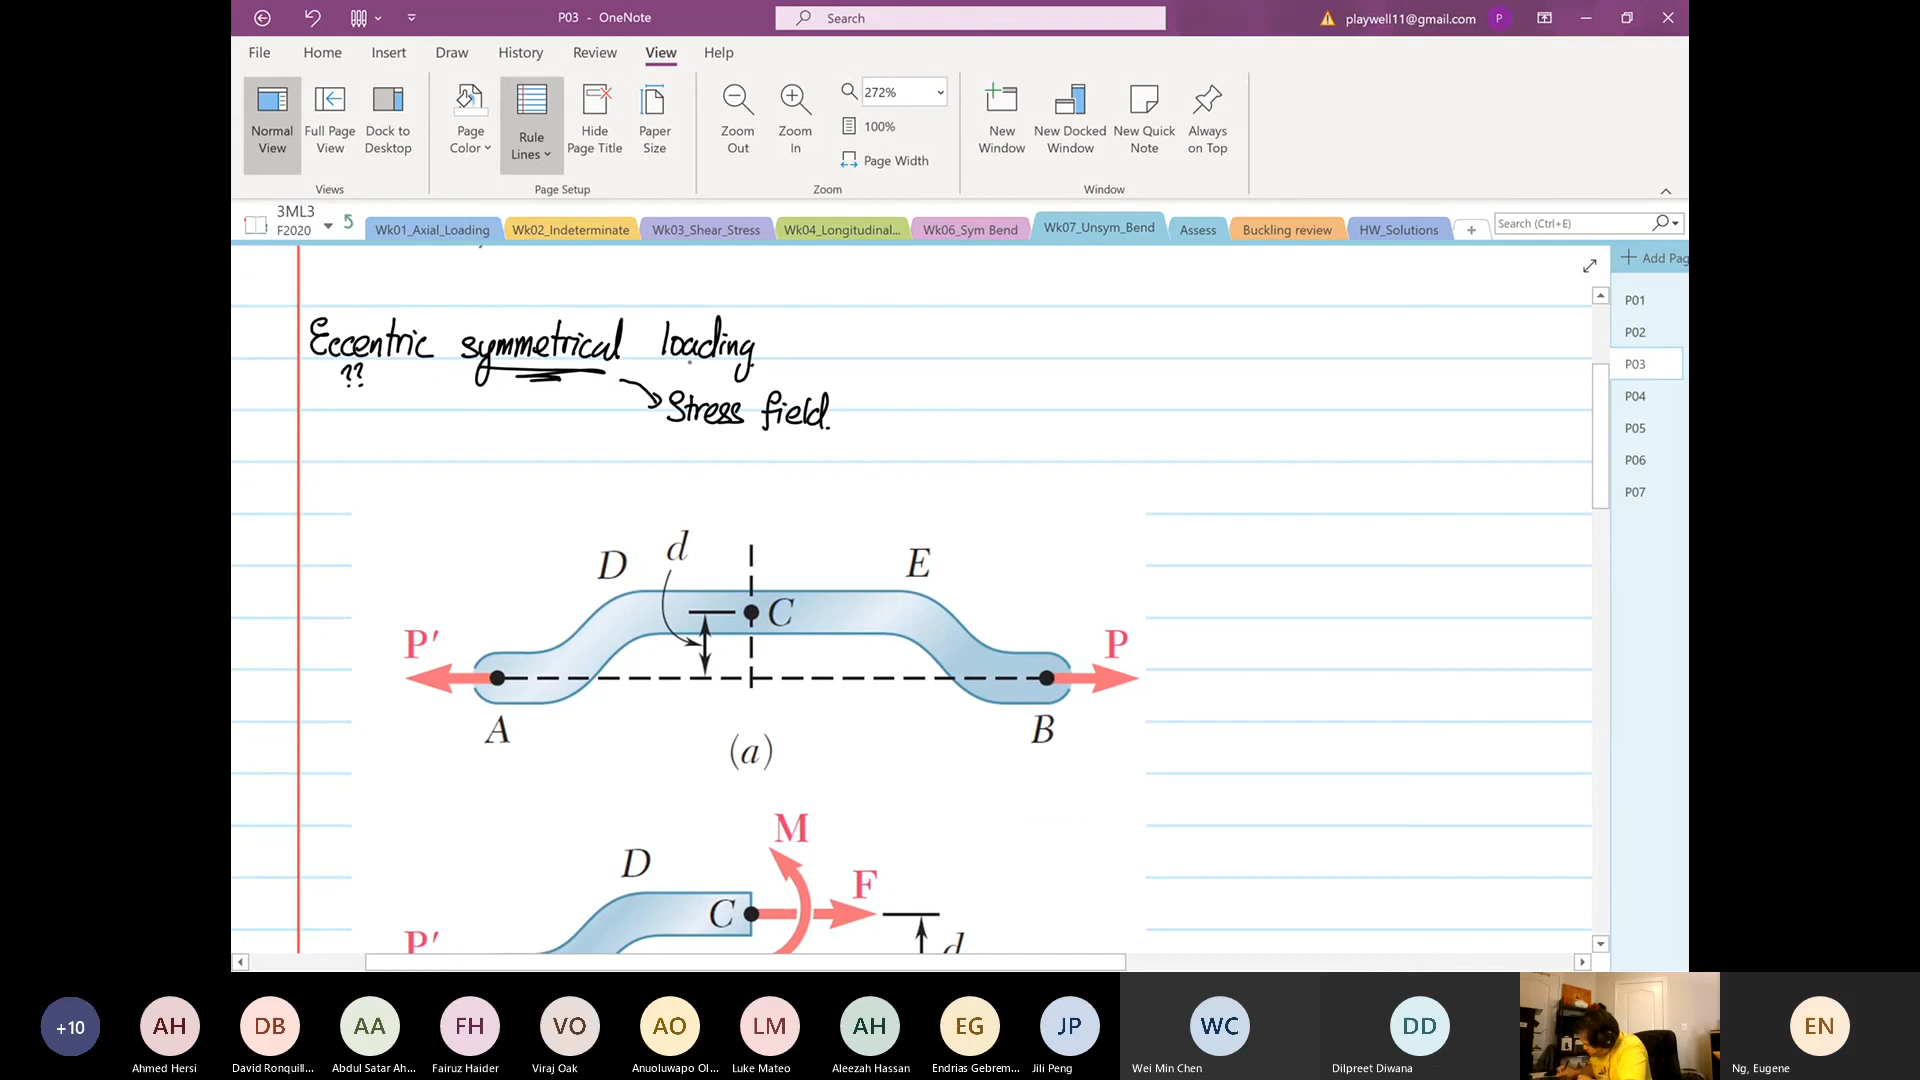 P03 - OneNote
Search
playwell11@gmail.com
P
File Home Insert Draw History Review View Help
Normal View
Full Page View
Dock to Desktop
Page Color
Rule Lines
Hide Page Title
Paper Size
Zoom Out
Zoom In
272%
100%
Page Width
New Window
New Docked Window
New Quick Note
Always on Top
Views
Page Setup
Zoom
Window
3ML3
F2020
Wk01_Axial_Loading
Wk02_Indeterminate
Wk03_Shear_Stress
Wk04_Longitudinal...
Wk06_Sym Bend
Wk07_Unsym_Bend
Assess
Buckling review
HW_Solutions
+
Search (Ctrl+E)
Add Pag
P01
P02
P03
P04
P05
P06
P07
Eccentric symmetrical loading
??
Stress field.
D d E
C
P' P
A B
(a)
M
D
F
C
P' d
+10
AH
DB
AA
FH
VO
AO
LM
AH
EG
JP
WC
DD
EN
Ahmed Hersi
David Ronquill...
Abdul Satar Ah...
Fairuz Haider
Viraj Oak
Anuoluwapo Ol...
Luke Mateo
Aleezah Hassan
Endrias Gebrem...
Jili Peng
Wei Min Chen
Dilpreet Diwana
Ng, Eugene